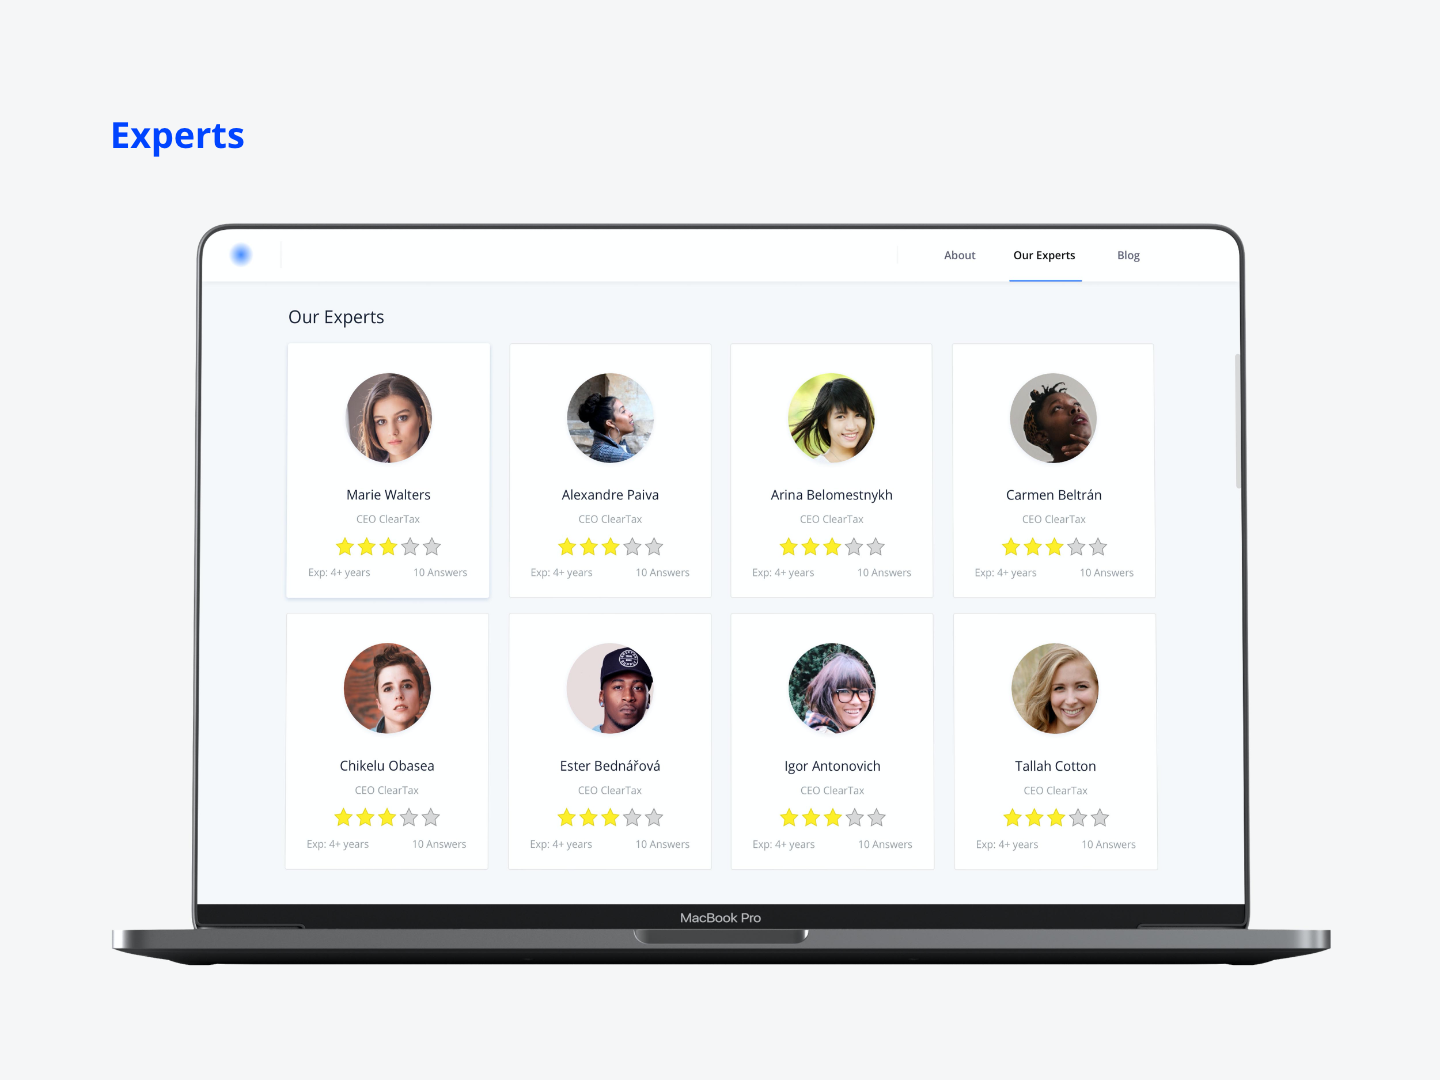 Experts
About Our Experts Blog
Our Experts
Marie Walters
CEO ClearTax
Exp: 4+ years 10 Answers
Alexandre Paiva
CEO ClearTax
Exp: 4+ years 10 Answers
Arina Belomestnykh
CEO ClearTax
Exp: 4+ years 10 Answers
Carmen Beltrán
CEO ClearTax
Exp: 4+ years 10 Answers
Chikelu Obasea
CEO ClearTax
Exp: 4+ years 10 Answers
Ester Bednářová
CEO ClearTax
Exp: 4+ years 10 Answers
Igor Antonovich
CEO ClearTax
Exp: 4+ years 10 Answers
Tallah Cotton
CEO ClearTax
Exp: 4+ years 10 Answers
MacBook Pro